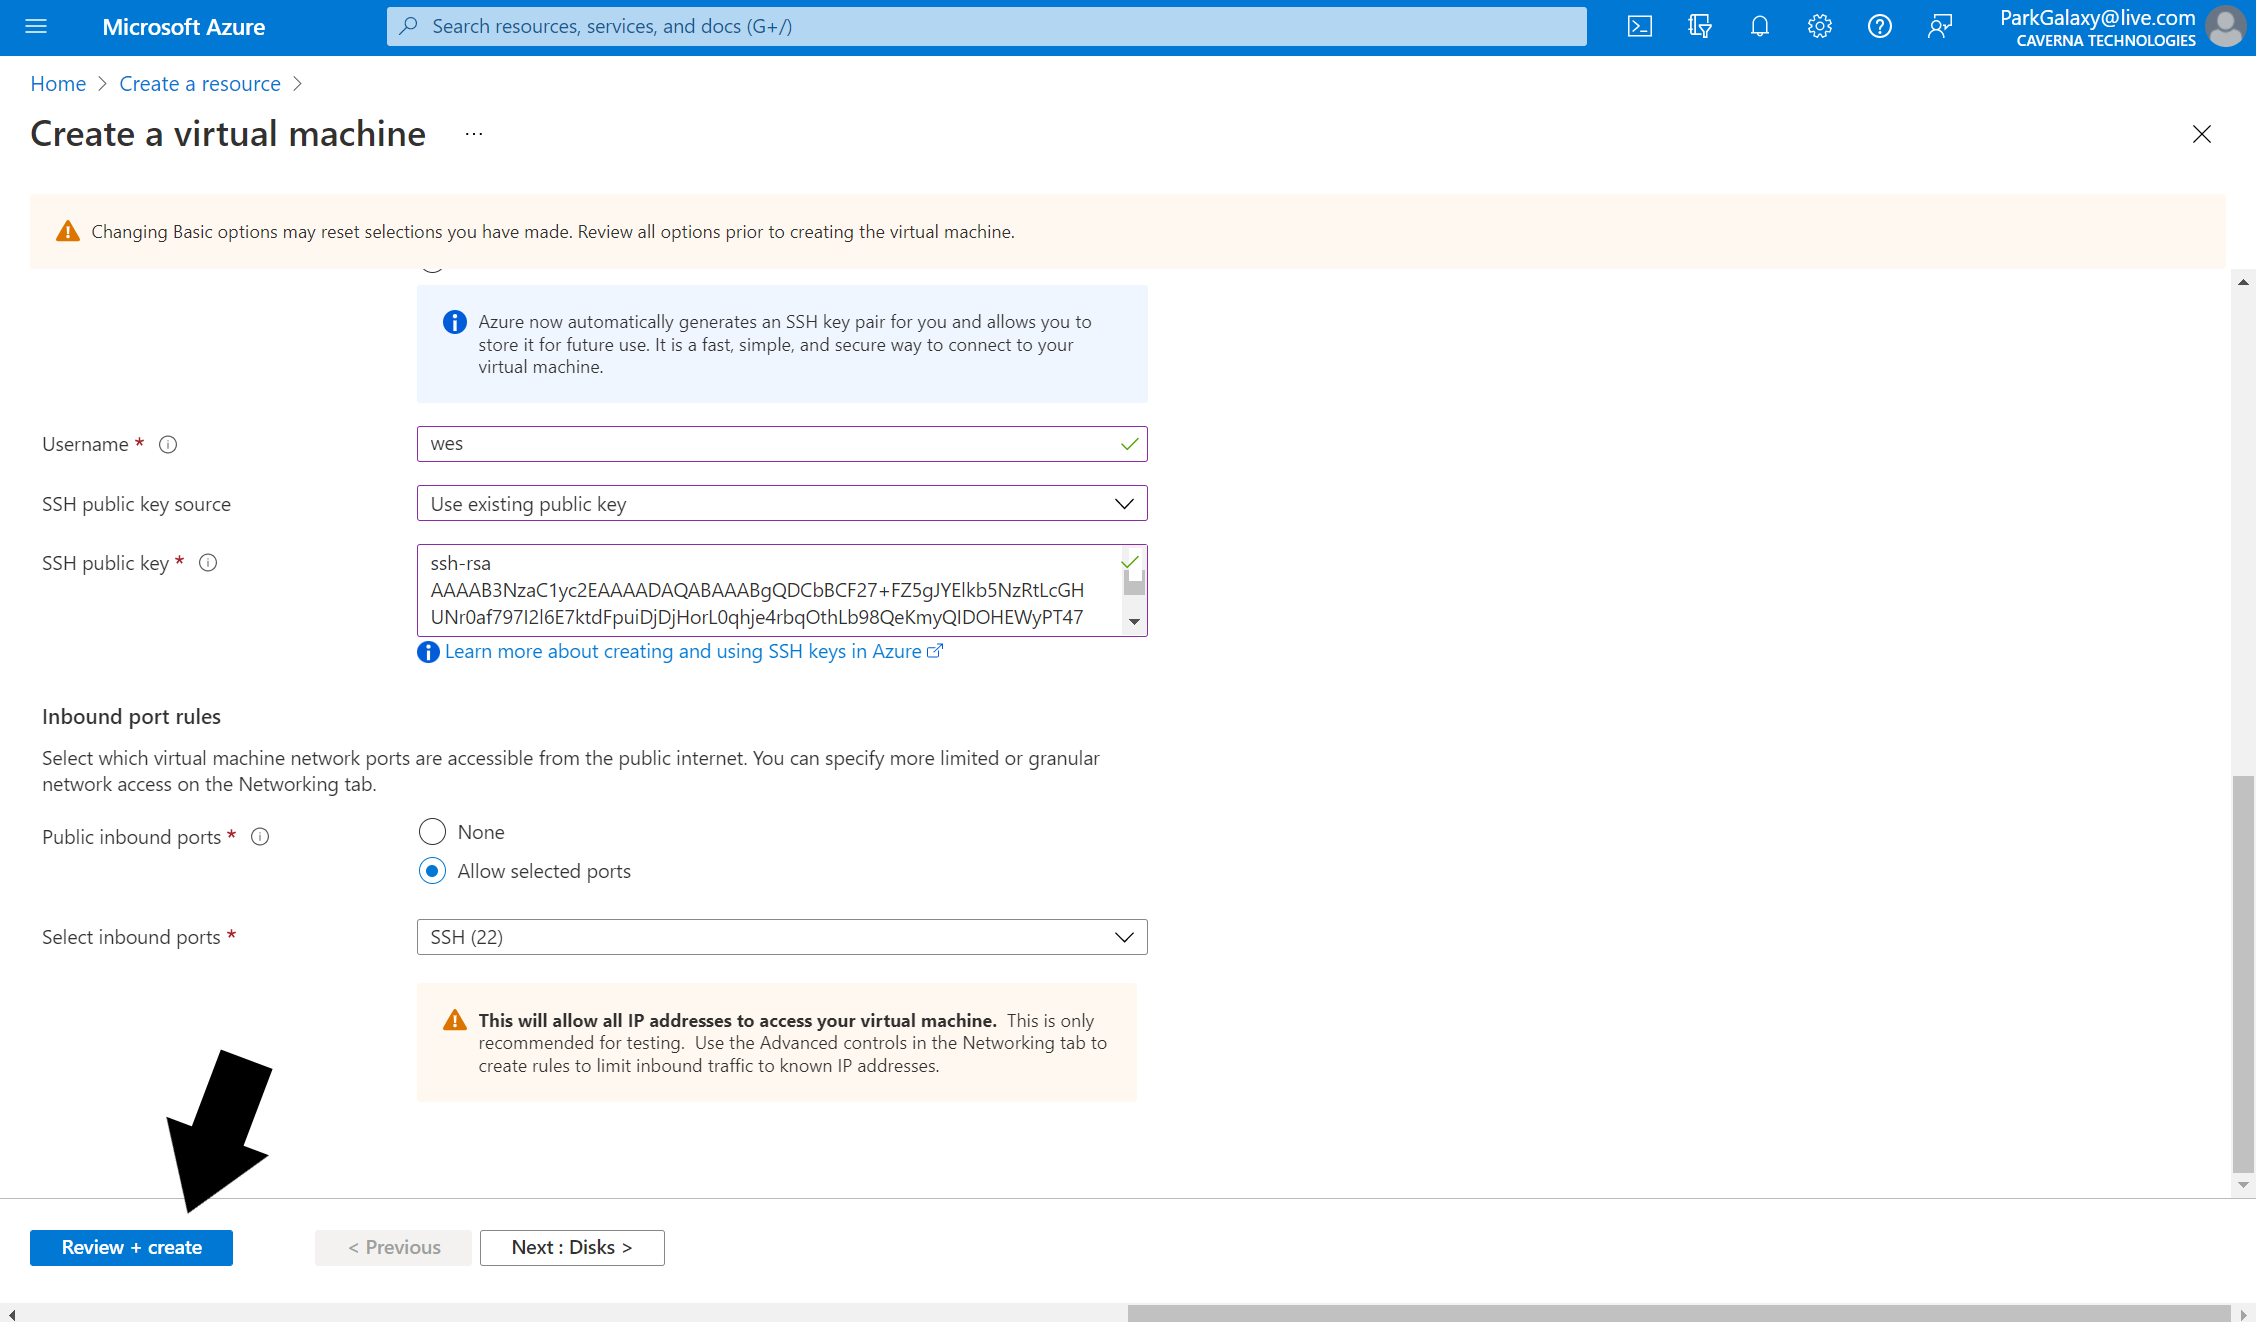 Microsoft Azure
Search resources, services, and docs (G+/)
ParkGalaxy@live.com
CAVERNA TECHNOLOGIES
Home > Create a resource >
Create a virtual machine ...
Changing Basic options may reset selections you have made. Review all options prior to creating the virtual machine.
Azure now automatically generates an SSH key pair for you and allows you to
store it for future use. It is a fast, simple, and secure way to connect to your
virtual machine.
Username *
wes
SSH public key source
Use existing public key
SSH public key *
ssh-rsa
AAAAB3NzaC1yc2EAAAADAQABAAABgQDCbBCF27+FZ5gJYElkb5NzRtLcGH
UNr0af797I2l6E7ktdFpuiDjDjHorL0qhje4rbqOthLb98QeKmyQIDOHEWyPT47
Learn more about creating and using SSH keys in Azure
Inbound port rules
Select which virtual machine network ports are accessible from the public internet. You can specify more limited or granular
network access on the Networking tab.
Public inbound ports *
None
Allow selected ports
Select inbound ports *
SSH (22)
This will allow all IP addresses to access your virtual machine. This is only
recommended for testing. Use the Advanced controls in the Networking tab to
create rules to limit inbound traffic to known IP addresses.
Review + create
< Previous
Next : Disks >